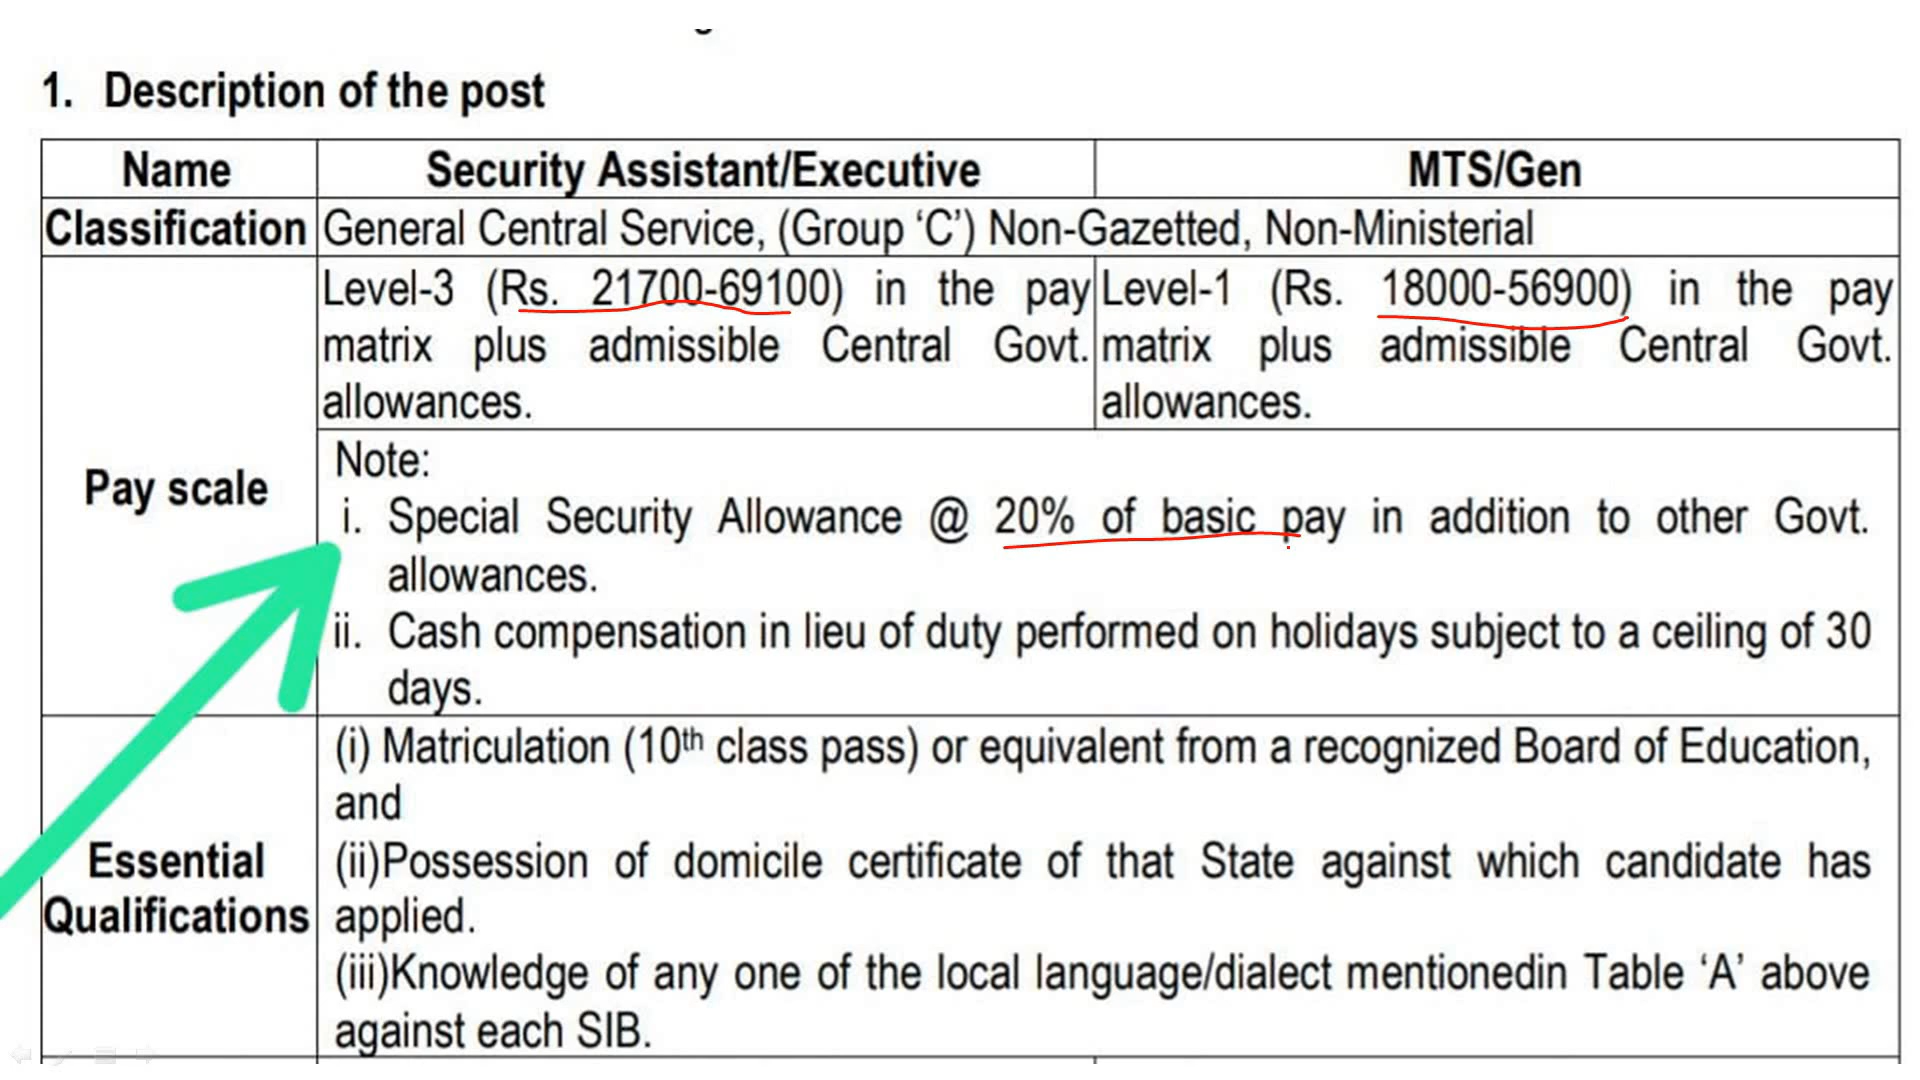 1. Description of the post
Name Security Assistant/Executive MTS/Gen
Classification General Central Service, (Group ‘C’) Non-Gazetted, Non-Ministerial
Pay scale
Level-3 (Rs. 21700-69100) in the pay
matrix plus admissible Central Govt.
allowances.
Level-1 (Rs. 18000-56900) in the pay
matrix plus admissible Central Govt.
allowances.
Note:
i. Special Security Allowance @ 20% of basic pay in addition to other Govt.
allowances.
ii. Cash compensation in lieu of duty performed on holidays subject to a ceiling of 30
days.
Essential
Qualifications
(i) Matriculation (10th class pass) or equivalent from a recognized Board of Education,
and
(ii)Possession of domicile certificate of that State against which candidate has
applied.
(iii)Knowledge of any one of the local language/dialect mentionedin Table ‘A’ above
against each SIB.